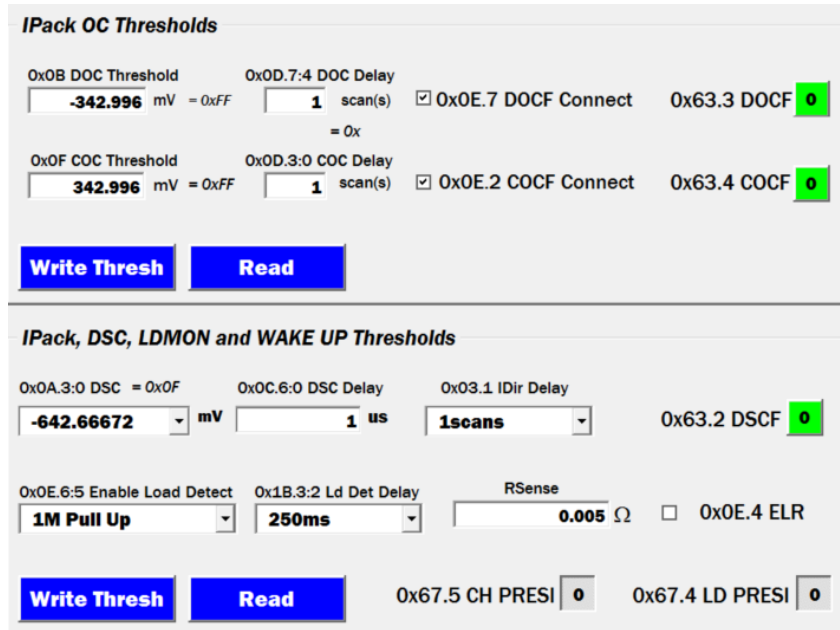 IPack OC Thresholds
0x0B DOC Threshold 0x0D.7:4 DOC Delay
-342.996 mV = 0xFF 1 scan(s) 0x0E.7 DOCF Connect 0x63.3 DOCF 0
= 0x
0x0F COC Threshold 0x0D.3:0 COC Delay
342.996 mV = 0xFF 1 scan(s) 0x0E.2 COCF Connect 0x63.4 COCF 0
Write Thresh Read
IPack, DSC, LDMON and WAKE UP Thresholds
0x0A.3:0 DSC = 0x0F 0x0C.6:0 DSC Delay 0x03.1 IDir Delay
-642.66672 mV 1 us 1scans 0x63.2 DSCF 0
0x0E.6:5 Enable Load Detect 0x1B.3:2 Ld Det Delay RSense
1M Pull Up 250ms 0.005 Ω 0x0E.4 ELR
Write Thresh Read 0x67.5 CH PRESI 0 0x67.4 LD PRESI 0